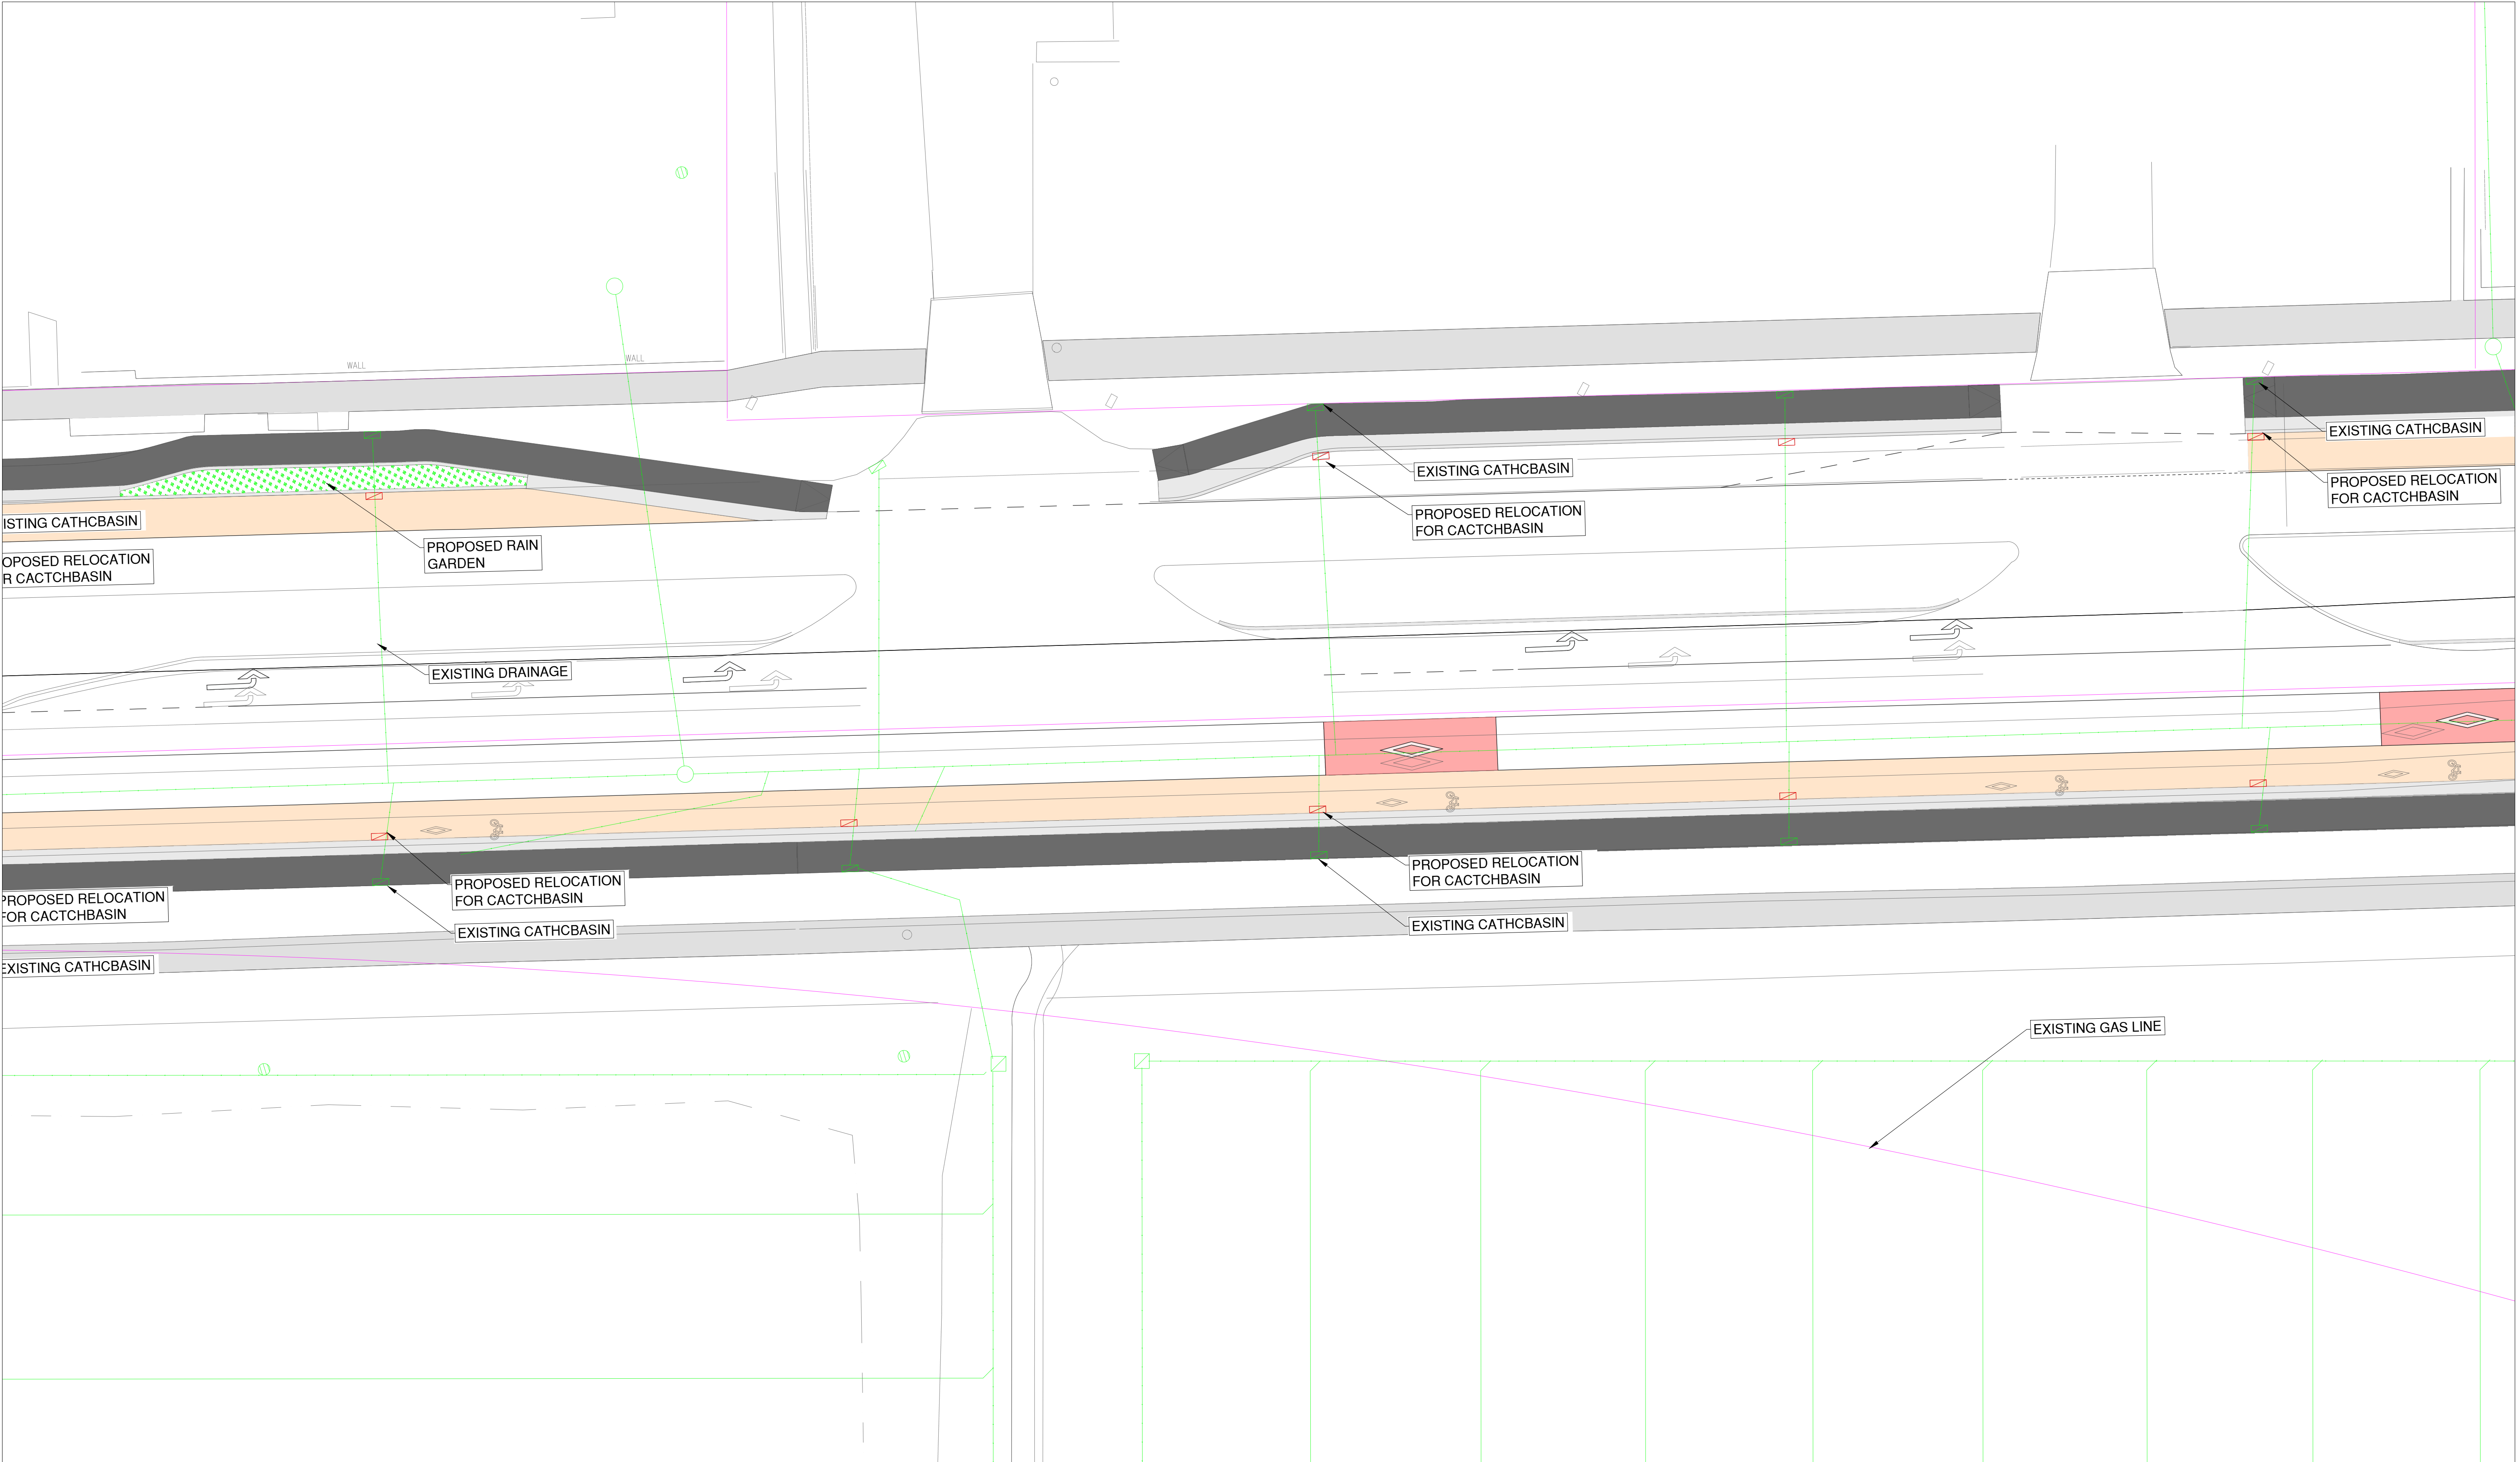 WALL
WALL
EXISTING CATHCBASIN
EXISTING CATHCBASIN
PROPOSED RELOCATION
FOR CACTCHBASIN
PROPOSED RELOCATION
FOR CACTCHBASIN
ISTING CATHCBASIN
PROPOSED RAIN
GARDEN
OPOSED RELOCATION
R CACTCHBASIN
EXISTING DRAINAGE
PROPOSED RELOCATION
FOR CACTCHBASIN
PROPOSED RELOCATION
FOR CACTCHBASIN
PROPOSED RELOCATION
FOR CACTCHBASIN
EXISTING CATHCBASIN
EXISTING CATHCBASIN
EXISTING CATHCBASIN
EXISTING GAS LINE